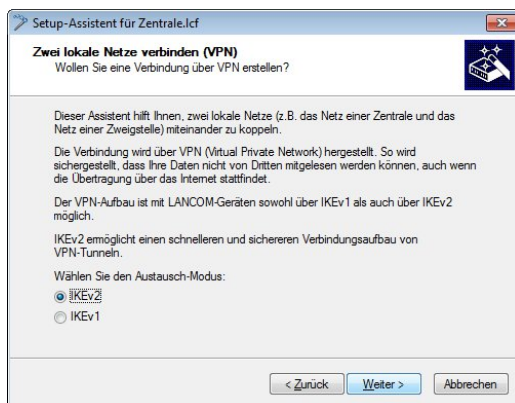 Setup-Assistent für Zentrale.lcf
Zwei lokale Netze verbinden (VPN)
Wollen Sie eine Verbindung über VPN erstellen?
Dieser Assistent hilft Ihnen, zwei lokale Netze (z.B. das Netz einer Zentrale und das
Netz einer Zweigstelle) miteinander zu koppeln.
Die Verbindung wird über VPN (Virtual Private Network) hergestellt. So wird
sichergestellt, dass Ihre Daten nicht von Dritten mitgelesen werden können, auch wenn
die Übertragung über das Internet stattfindet.
Der VPN-Aufbau ist mit LANCOM-Geräten sowohl über IKEv1 als auch über IKEv2
möglich.
IKEv2 ermöglicht einen schnelleren und sichereren Verbindungsaufbau von
VPN-Tunneln.
Wählen Sie den Austausch-Modus:
IKEv2
IKEv1
< Zurück Weiter > Abbrechen